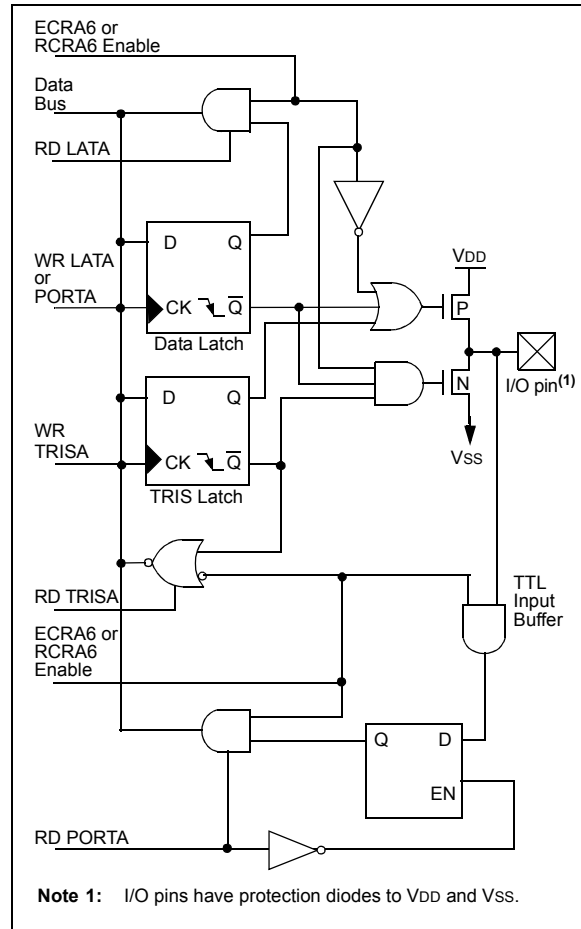 ECRA6 or
RCRA6 Enable
Data
Bus
RD LATA
WR LATA
or
PORTA
D Q
CK Q
Data Latch
VDD
P
N
I/O pin(1)
VSS
WR
TRISA
D Q
CK Q
TRIS Latch
RD TRISA
TTL
Input
Buffer
ECRA6 or
RCRA6
Enable
Q D
EN
RD PORTA
Note 1: I/O pins have protection diodes to VDD and VSS.